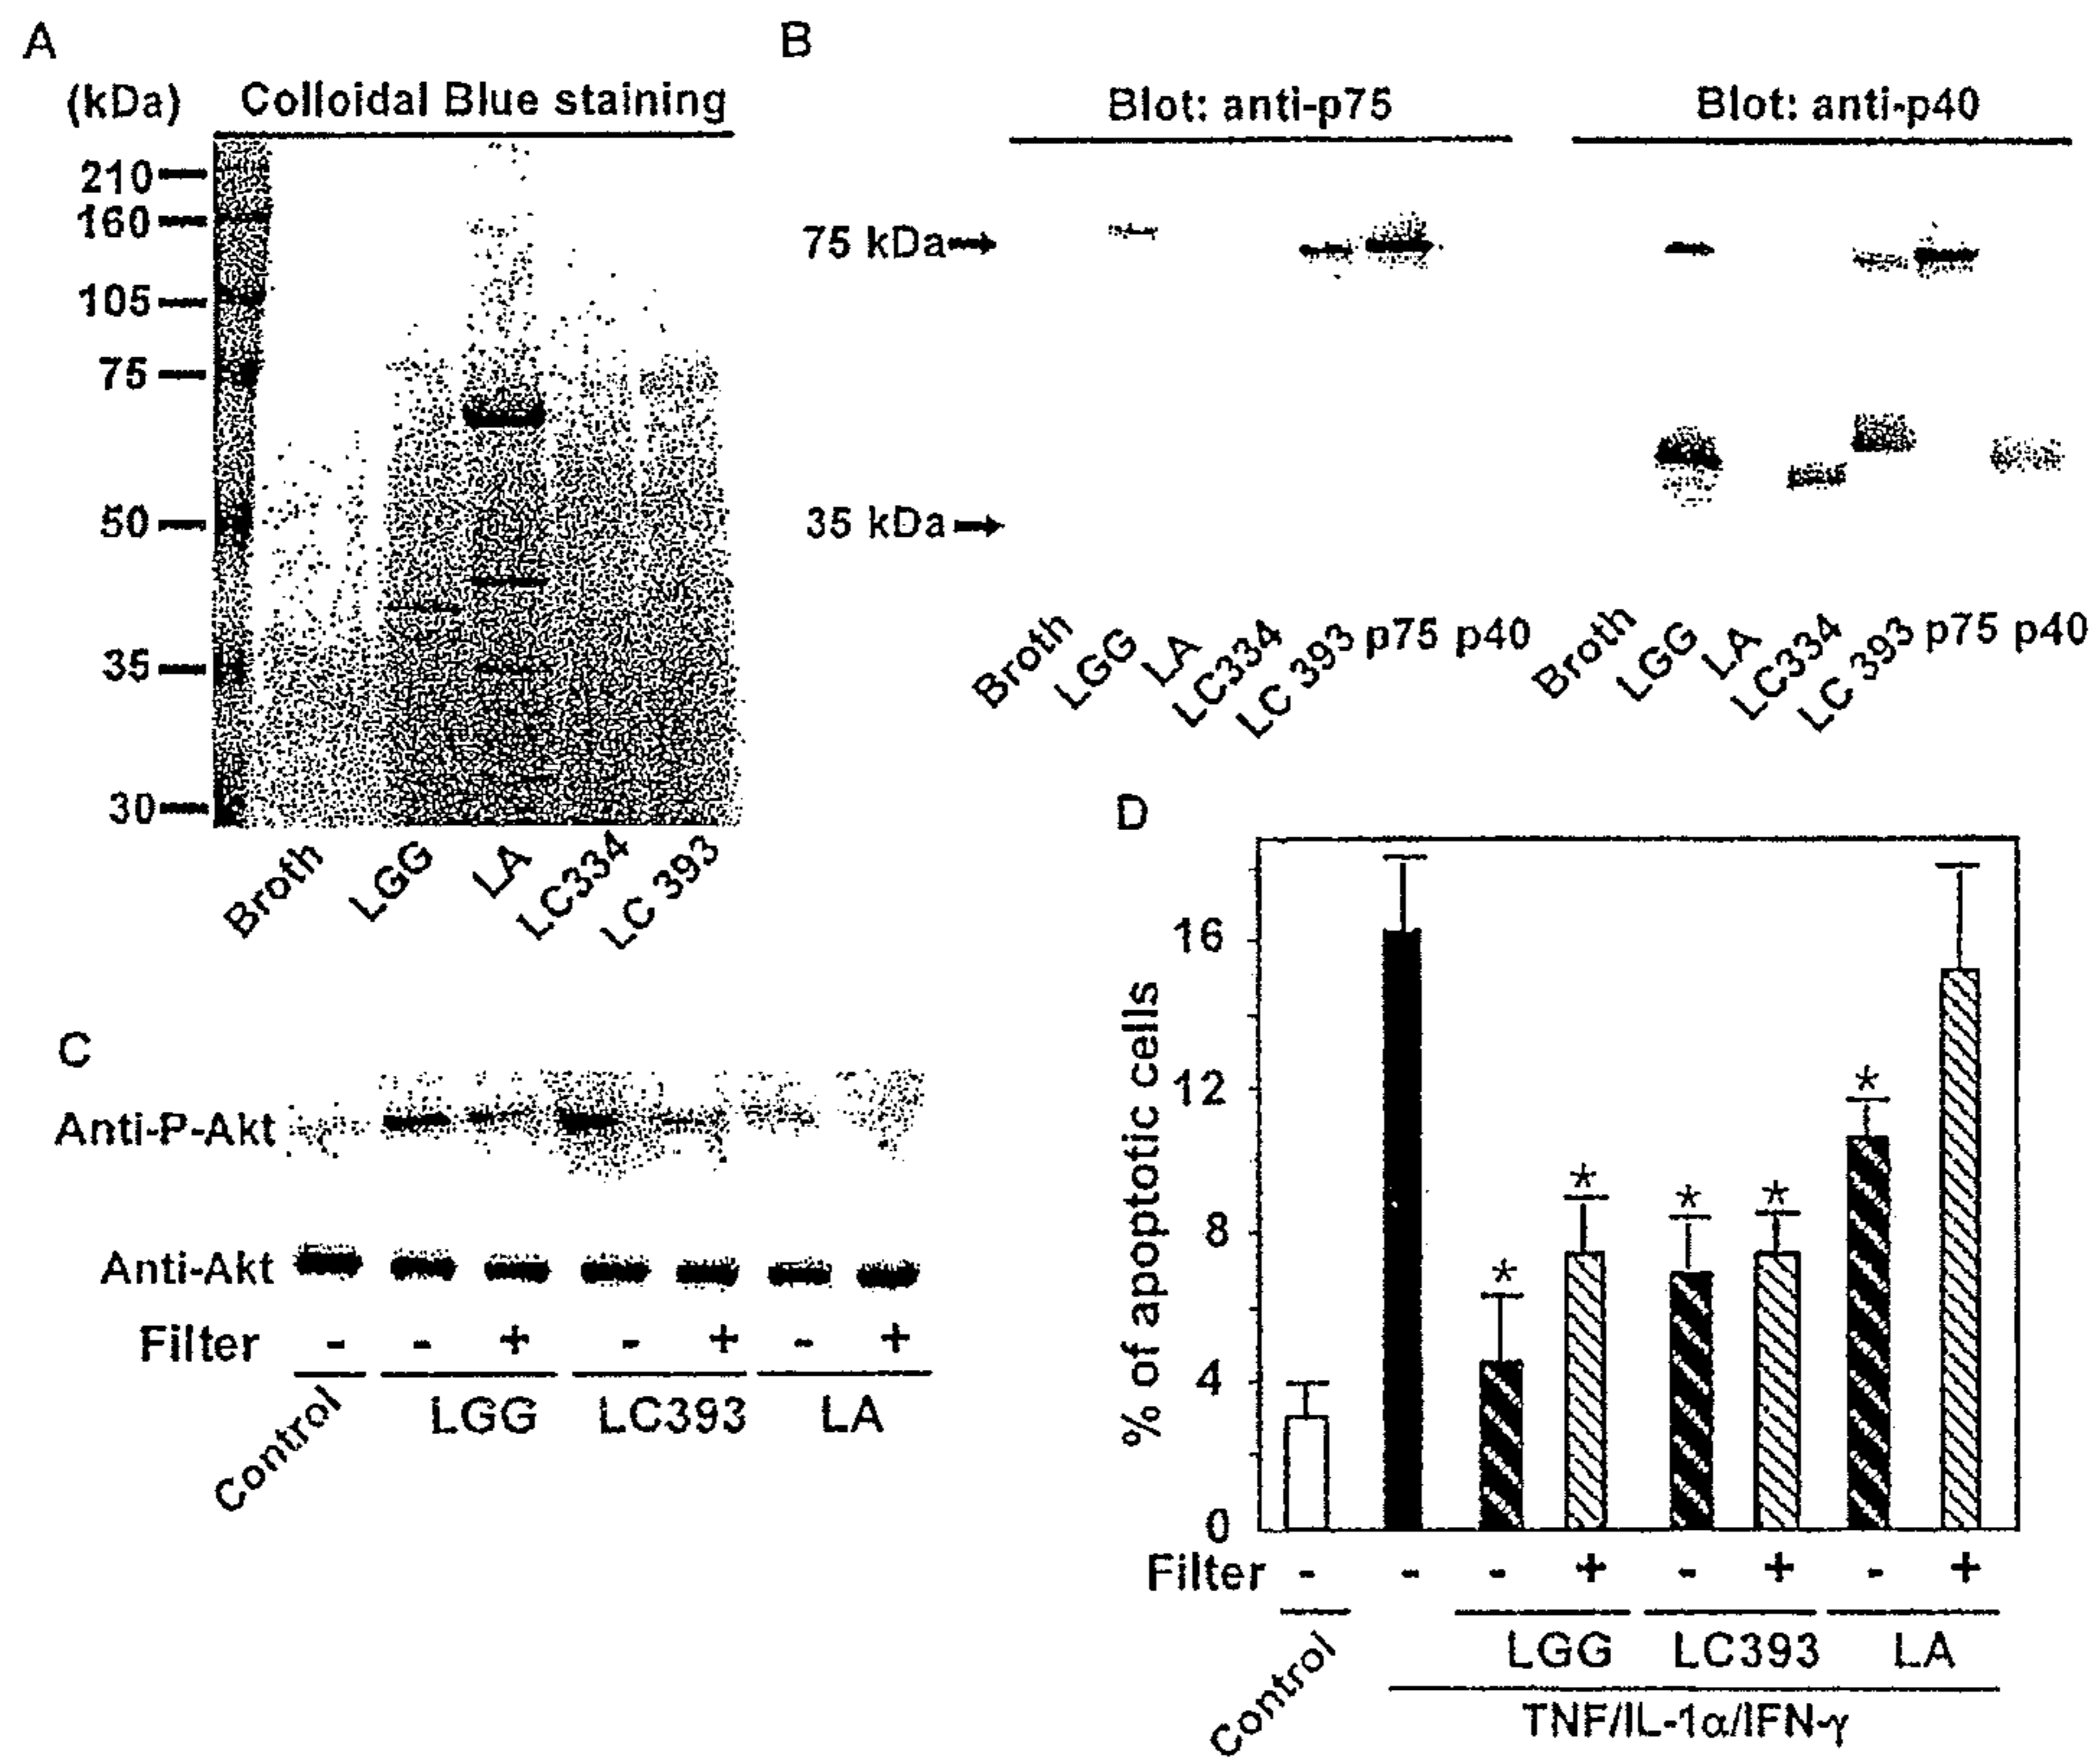 A
(kDa) Colloidal Blue staining
210
160
105
75
50
35
30
Broth LGG LA LC334 LC 393
B
Blot: anti-p75 Blot: anti-p40
75 kDa
35 kDa
Broth LGG LA LC334 LC 393 p75 p40 Broth LGG LA LC334 LC 393 p75 p40
C
Anti-P-Akt
Anti-Akt
Filter - - + - + - +
Control LGG LC393 LA
D
% of apoptotic cells
16
12
8
4
0
* * * * *
Filter - - - + - + - +
Control LGG LC393 LA
TNF/IL-1α/IFN-γ